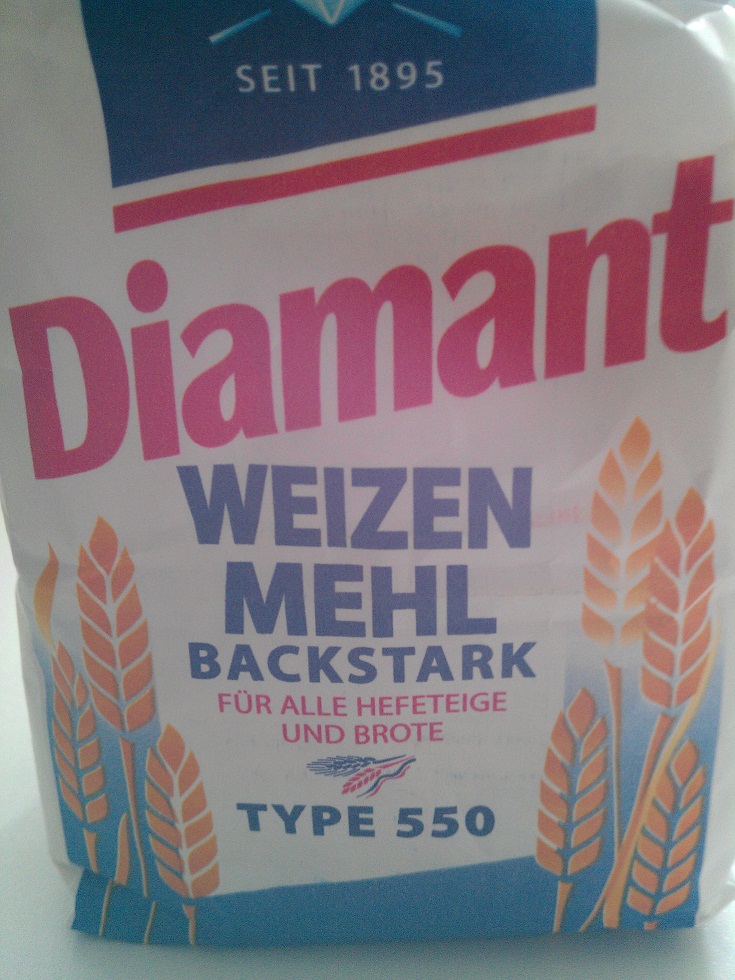 SEIT 1895
Diamant
WEIZEN
MEHL
BACKSTARK
FÜR ALLE HEFETEIGE
UND BROTE
TYPE 550